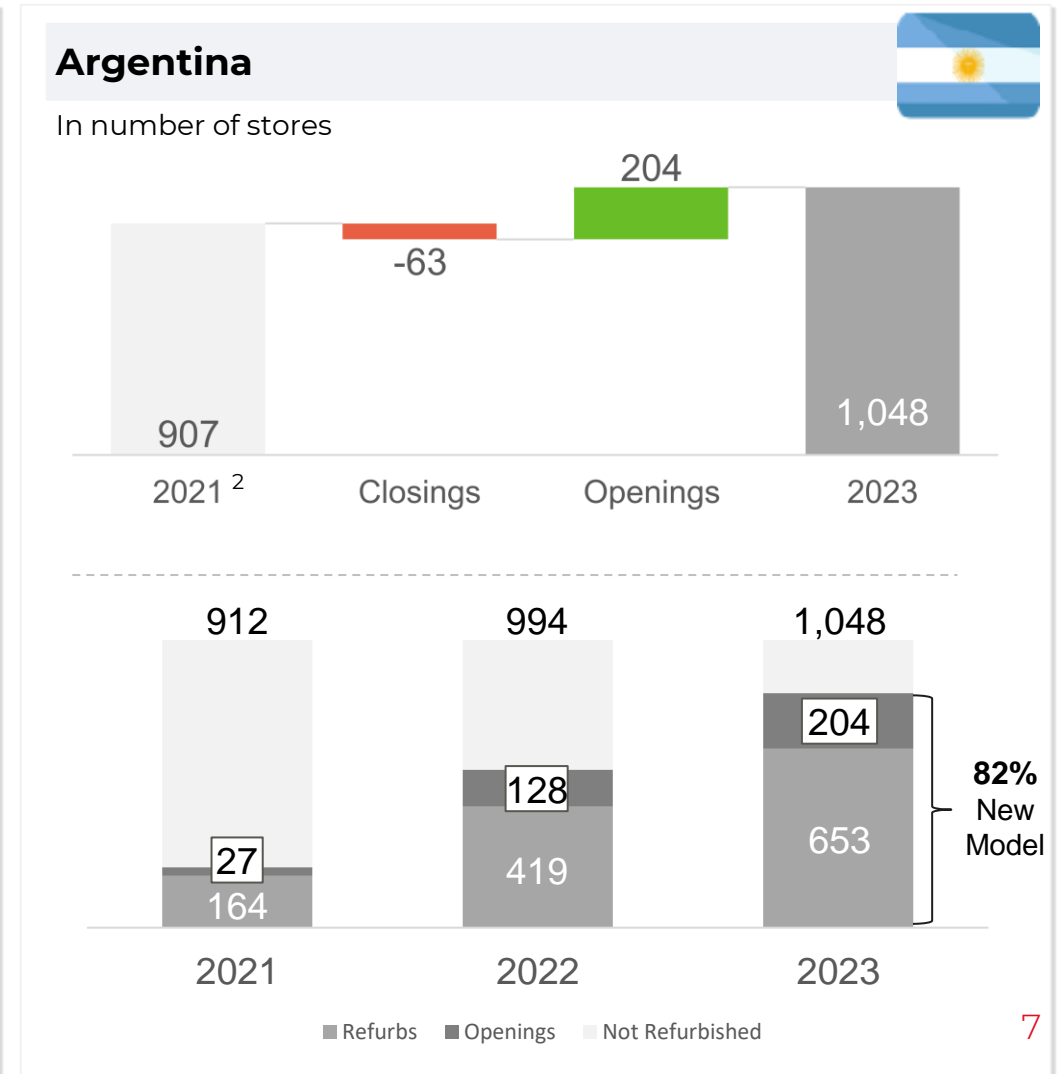 Argentina
In number of stores
204
-63
907
1,048
2021 2
Closings
Openings
2023
912
994
1,048
27
164
128
419
204
653
82%
New
Model
2021
2022
2023
Refurbs
Openings
Not Refurbished
7